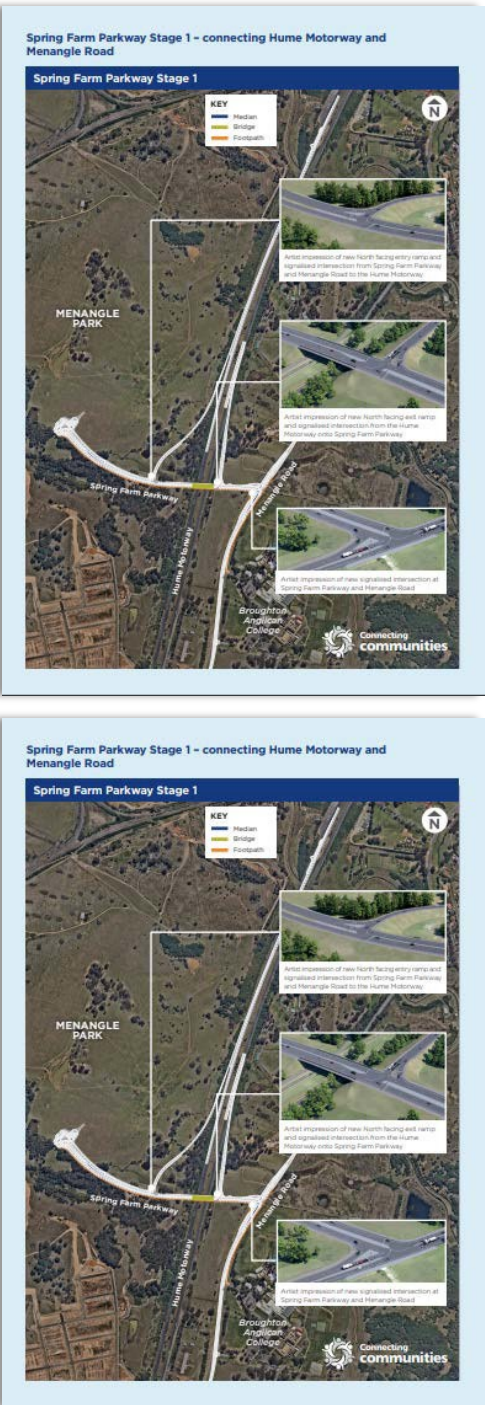 Spring Farm Parkway Stage 1 – connecting Hume Motorway and
Menangle Road
Spring Farm Parkway Stage 1
KEY
Median
Bridge
Footpath
N
Artist impression of new North facing entry ramp and
signalised intersection from Spring Farm Parkway
and Menangle Road to the Hume Motorway
MENANGLE
PARK
Artist impression of new North facing exit ramp
and signalised intersection from the Hume
Motorway onto Spring Farm Parkway
Spring Farm Parkway
Menangle Road
Hume Motorway
Artist impression of new signalised intersection at
Spring Farm Parkway and Menangle Road
Broughton
Anglican
College
Connecting
communities
Spring Farm Parkway Stage 1 – connecting Hume Motorway and
Menangle Road
Spring Farm Parkway Stage 1
KEY
Median
Bridge
Footpath
N
Artist impression of new North facing entry ramp and
signalised intersection from Spring Farm Parkway
and Menangle Road to the Hume Motorway
MENANGLE
PARK
Artist impression of new North facing exit ramp
and signalised intersection from the Hume
Motorway onto Spring Farm Parkway
Spring Farm Parkway
Menangle Road
Hume Motorway
Artist impression of new signalised intersection at
Spring Farm Parkway and Menangle Road
Broughton
Anglican
College
Connecting
communities